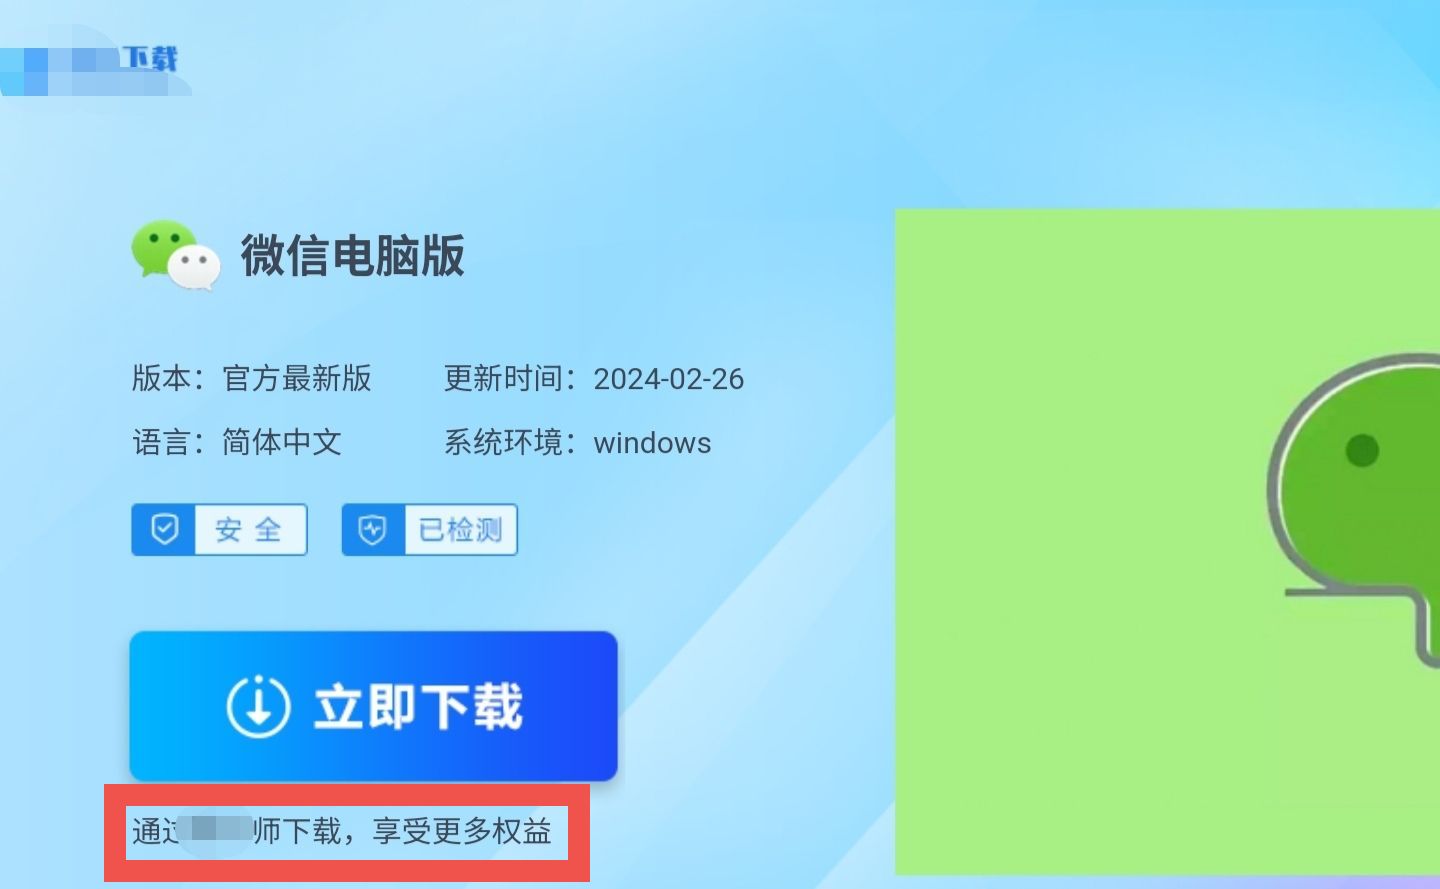 下载
微信电脑版
版本：官方最新版
更新时间：2024-02-26
语言：简体中文
系统环境：windows
安全
已检测
立即下载
通过师下载，享受更多权益